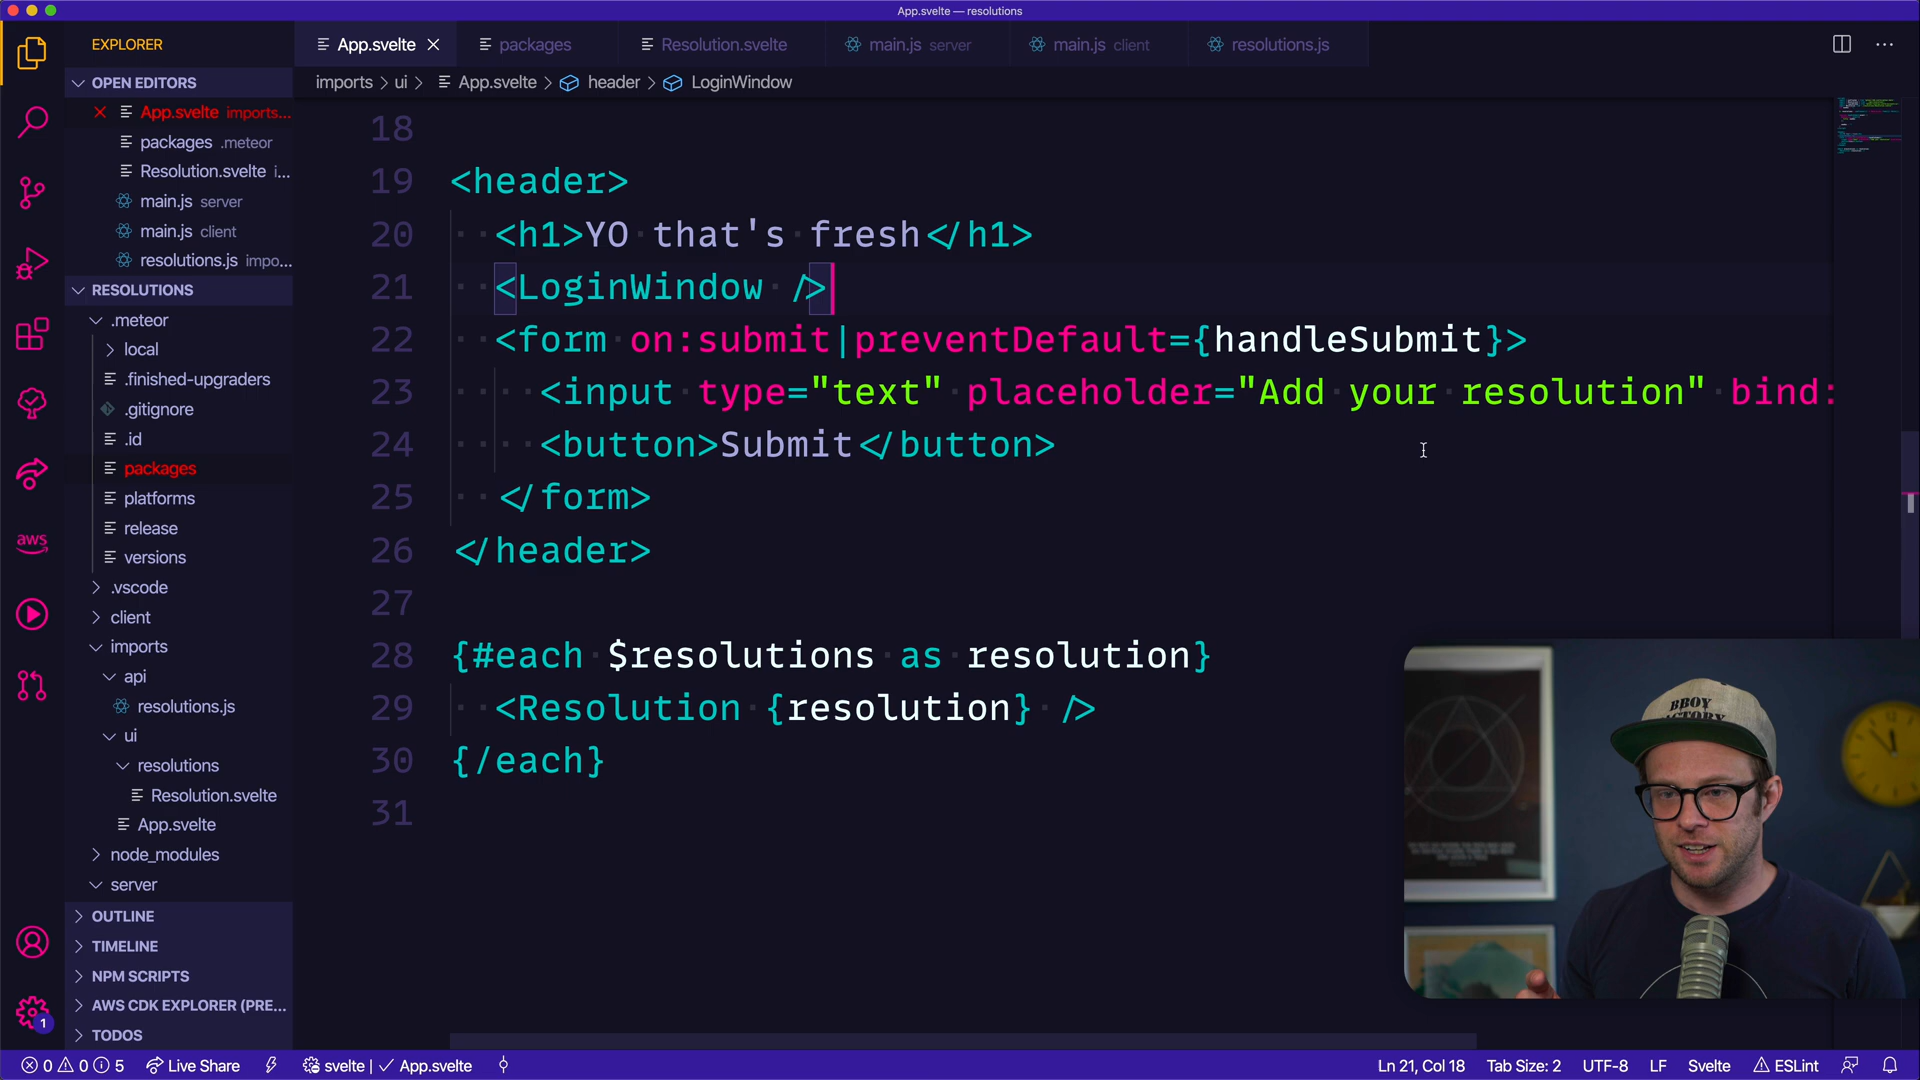 App.svelte — resolutions
EXPLORER
App.svelte
packages
Resolution.svelte
main.js server
main.js client
resolutions.js
OPEN EDITORS
imports > ui > App.svelte > header > LoginWindow
App.svelte imports...
packages .meteor
Resolution.svelte i...
main.js server
main.js client
resolutions.js impo...
RESOLUTIONS
.meteor
local
.finished-upgraders
.gitignore
.id
packages
platforms
release
versions
.vscode
client
imports
api
resolutions.js
ui
resolutions
Resolution.svelte
App.svelte
node_modules
server
OUTLINE
TIMELINE
NPM SCRIPTS
AWS CDK EXPLORER (PRE...
TODOS
aws
1
18
19 <header>
20 <h1>YO that's fresh</h1>
21 <LoginWindow />
22 <form on:submit|preventDefault={handleSubmit}>
23 <input type="text" placeholder="Add your resolution" bind:
24 <button>Submit</button>
25 </form>
26 </header>
27
28 {#each $resolutions as resolution}
29 <Resolution {resolution} />
30 {/each}
31
BBOY
FACTORY
0 0 5 Live Share svelte | App.svelte
Ln 21, Col 18 Tab Size: 2 UTF-8 LF Svelte ESLint